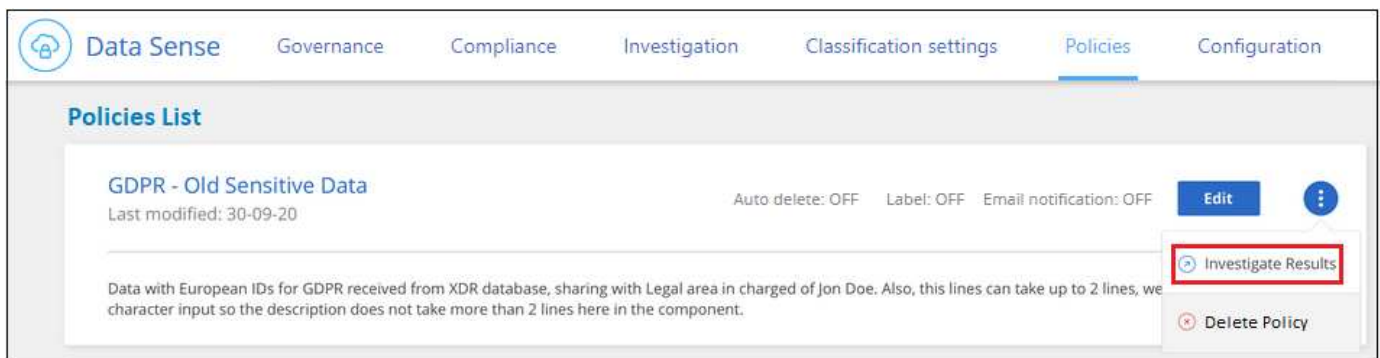 Data Sense Governance Compliance Investigation Classification settings Policies Configuration
Policies List
GDPR - Old Sensitive Data
Last modified: 30-09-20
Auto delete: OFF Label: OFF Email notification: OFF Edit
Investigate Results
Data with European IDs for GDPR received from XDR database, sharing with Legal area in charged of Jon Doe. Also, this lines can take up to 2 lines, we
character input so the description does not take more than 2 lines here in the component.
Delete Policy